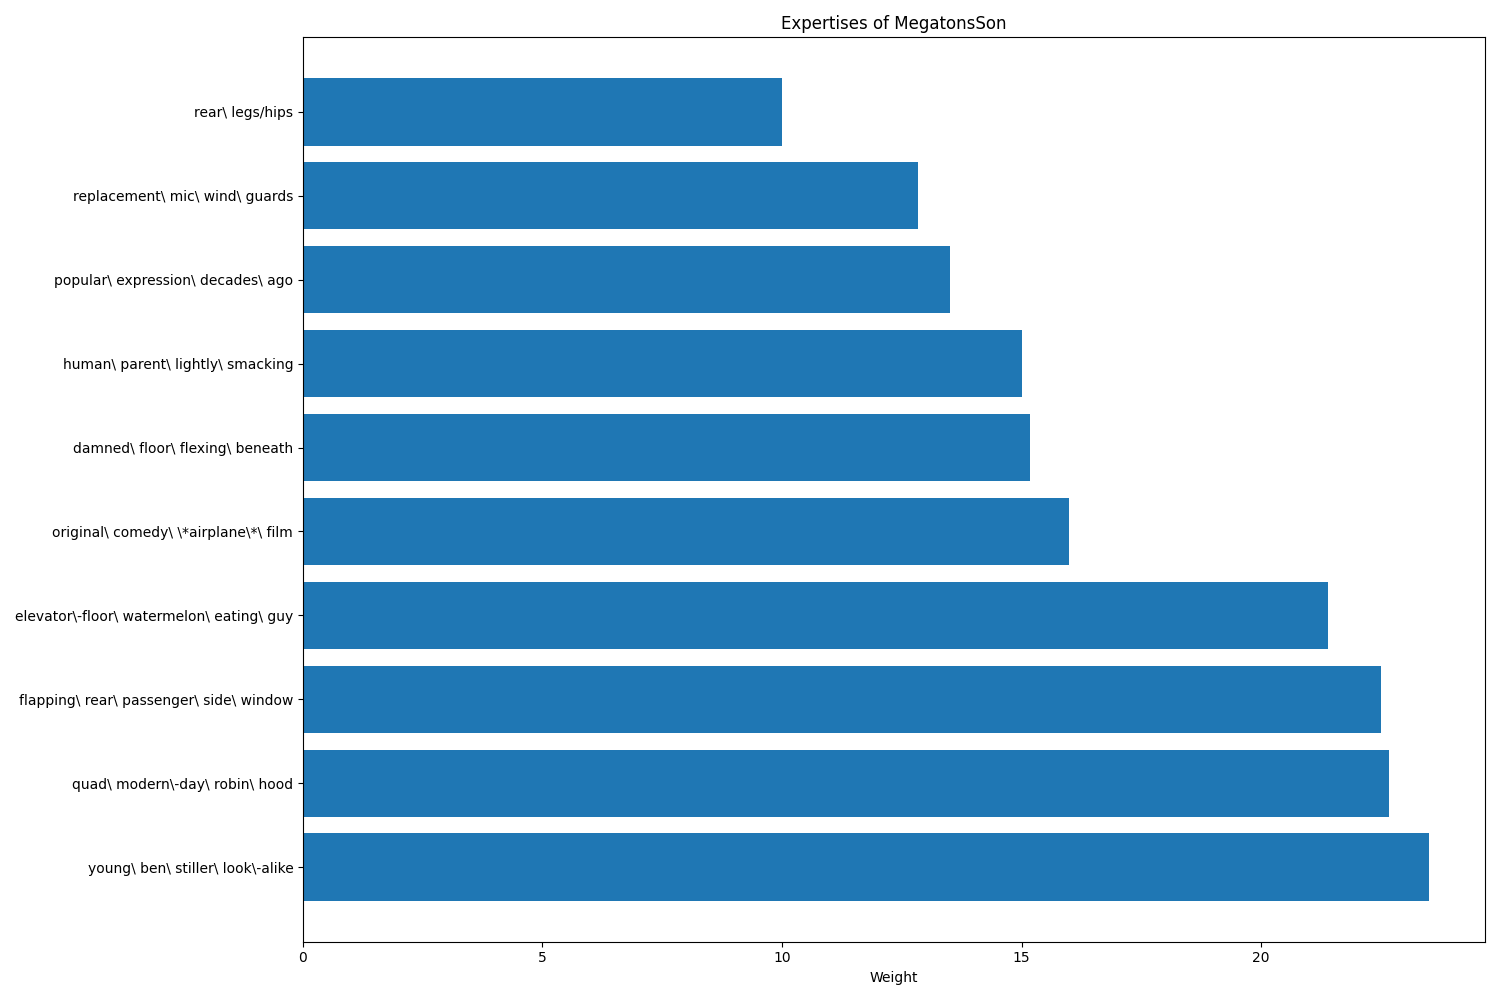 Expertises of MegatonsSon
rear\ legs/hips
replacement\ mic\ wind\ guards
popular\ expression\ decades\ ago
human\ parent\ lightly\ smacking
damned\ floor\ flexing\ beneath
original\ comedy\ \*airplane\*\ film
elevator\-floor\ watermelon\ eating\ guy
flapping\ rear\ passenger\ side\ window
quad\ modern\-day\ robin\ hood
young\ ben\ stiller\ look\-alike
0 5 10 15 20
Weight